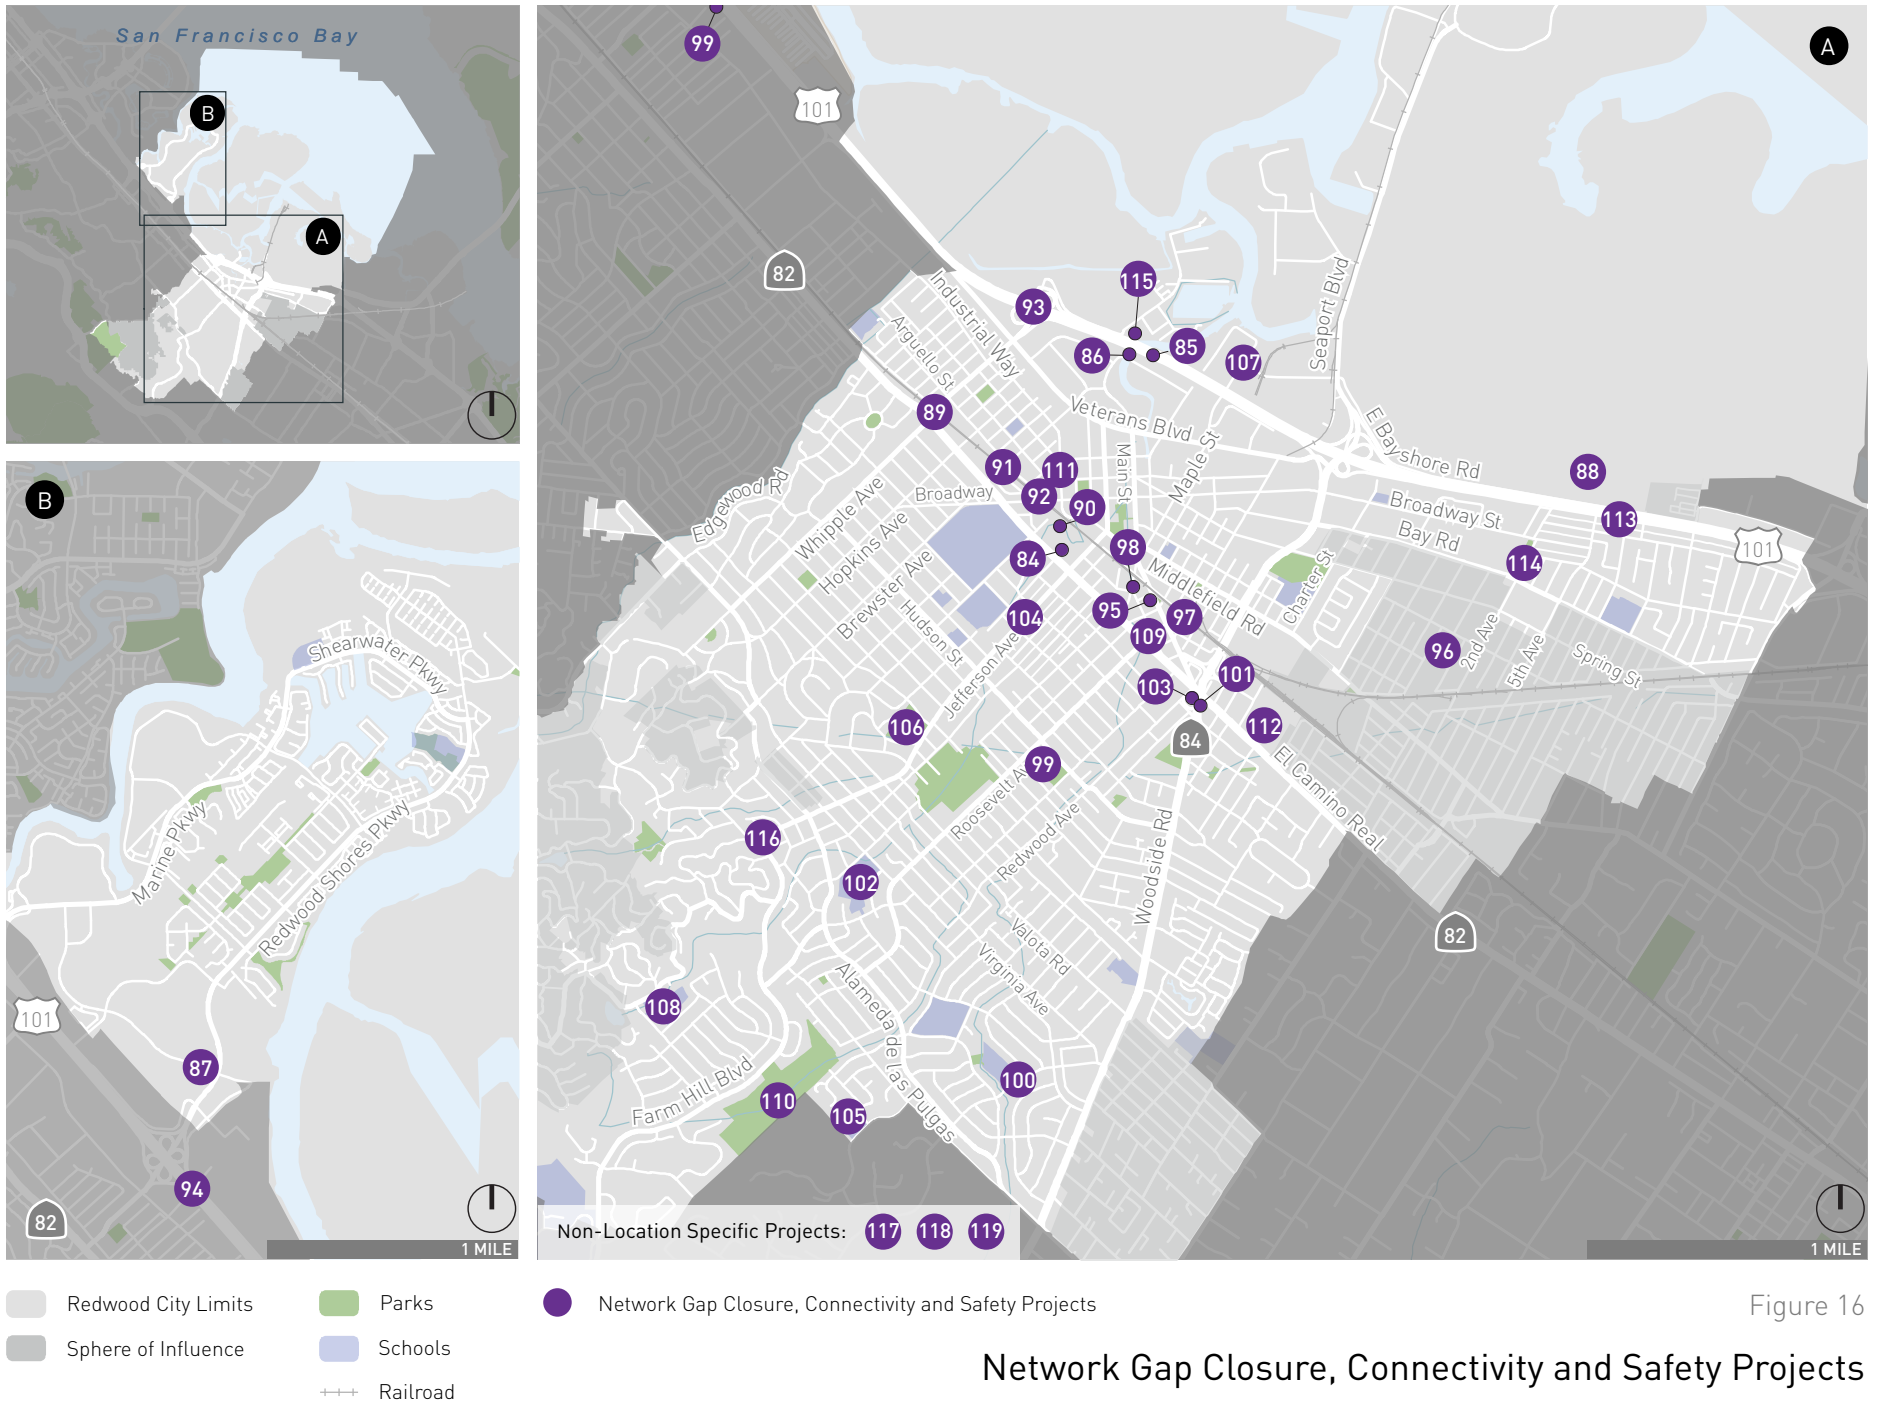 San Francisco Bay
B
A
B
Shearwater Pkwy
Marine Pkwy
Redwood Shores Pkwy
101
87
94
82
1 MILE
99
A
101
82
115
93
Industrial Way
Seaport Blvd
Arguello St
86
85
107
89
Veterans Blvd
Main St
Maple St
E Bayshore Rd
88
91
111
92
90
Broadway
Edgewood Rd
Whipple Ave
Hopkins Ave
Brewster Ave
Broadway St
Bay Rd
113
114
101
84
98
Middlefield Rd
Charter St
Hudson St
104
95
97
109
Jefferson Ave
96
2nd Ave
5th Ave
Spring St
103
101
106
84
112
99
El Camino Real
Roosevelt Av
Redwood Ave
Woodside Rd
116
102
82
Valota Rd
Virginia Ave
Alameda de las Pulgas
108
Farm Hill Blvd
110
105
100
Non-Location Specific Projects: 117 118 119
1 MILE
Redwood City Limits
Sphere of Influence
Parks
Schools
Railroad
Network Gap Closure, Connectivity and Safety Projects
Figure 16
Network Gap Closure, Connectivity and Safety Projects